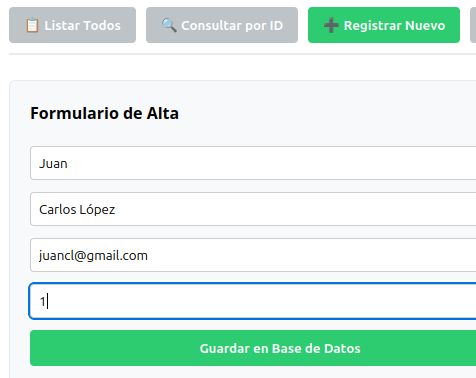 📋 Listar Todos
🔍 Consultar por ID
➕ Registrar Nuevo
Formulario de Alta
Juan
Carlos López
juancl@gmail.com
1
Guardar en Base de Datos